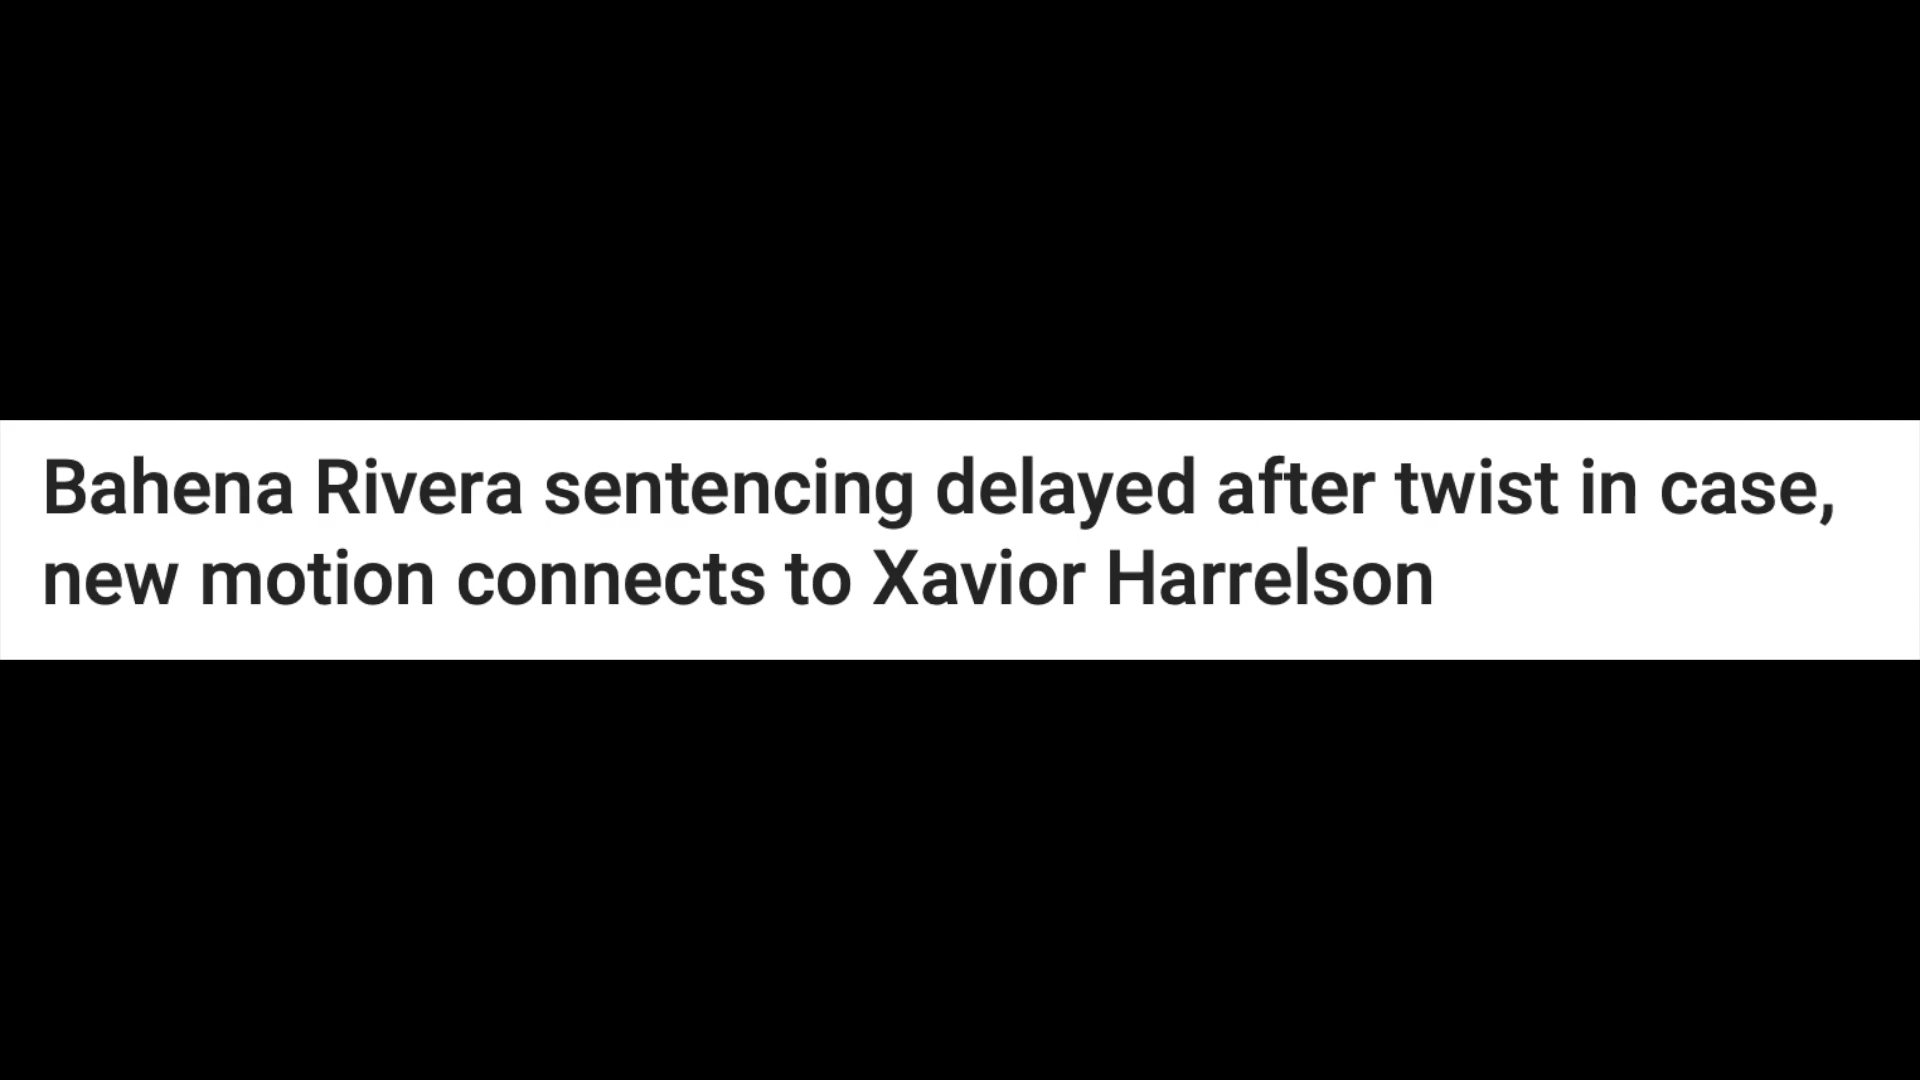 Bahena Rivera sentencing delayed after twist in case,
new motion connects to Xavior Harrelson